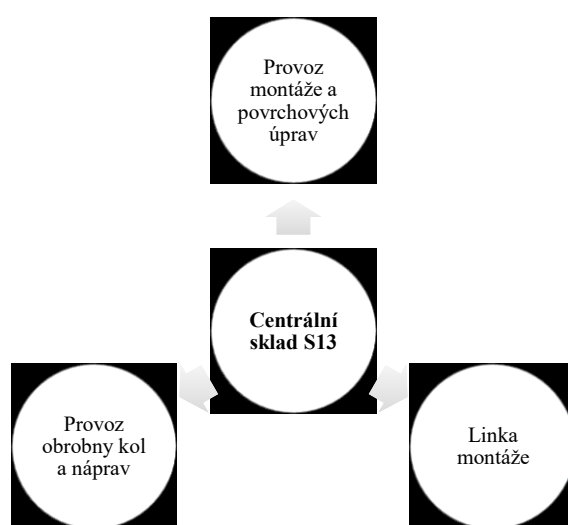 Provoz
montáže a
povrchových
úprav
Centrální
sklad S13
Provoz
obrobny kol
a náprav
Linka
montáže